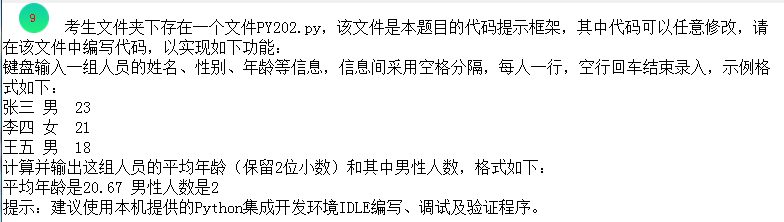 9 考生文件夹下存在一个文件PY202.py，该文件是本题目的代码提示框架，其中代码可以任意修改，请
在该文件中编写代码，以实现如下功能：
键盘输入一组人员的姓名、性别、年龄等信息，信息间采用空格分隔，每人一行，空行回车结束录入，示例格
式如下：
张三 男 23
李四 女 21
王五 男 18
计算并输出这组人员的平均年龄（保留2位小数）和其中男性人数，格式如下：
平均年龄是20.67 男性人数是2
提示：建议使用本机提供的Python集成开发环境IDLE编写、调试及验证程序。